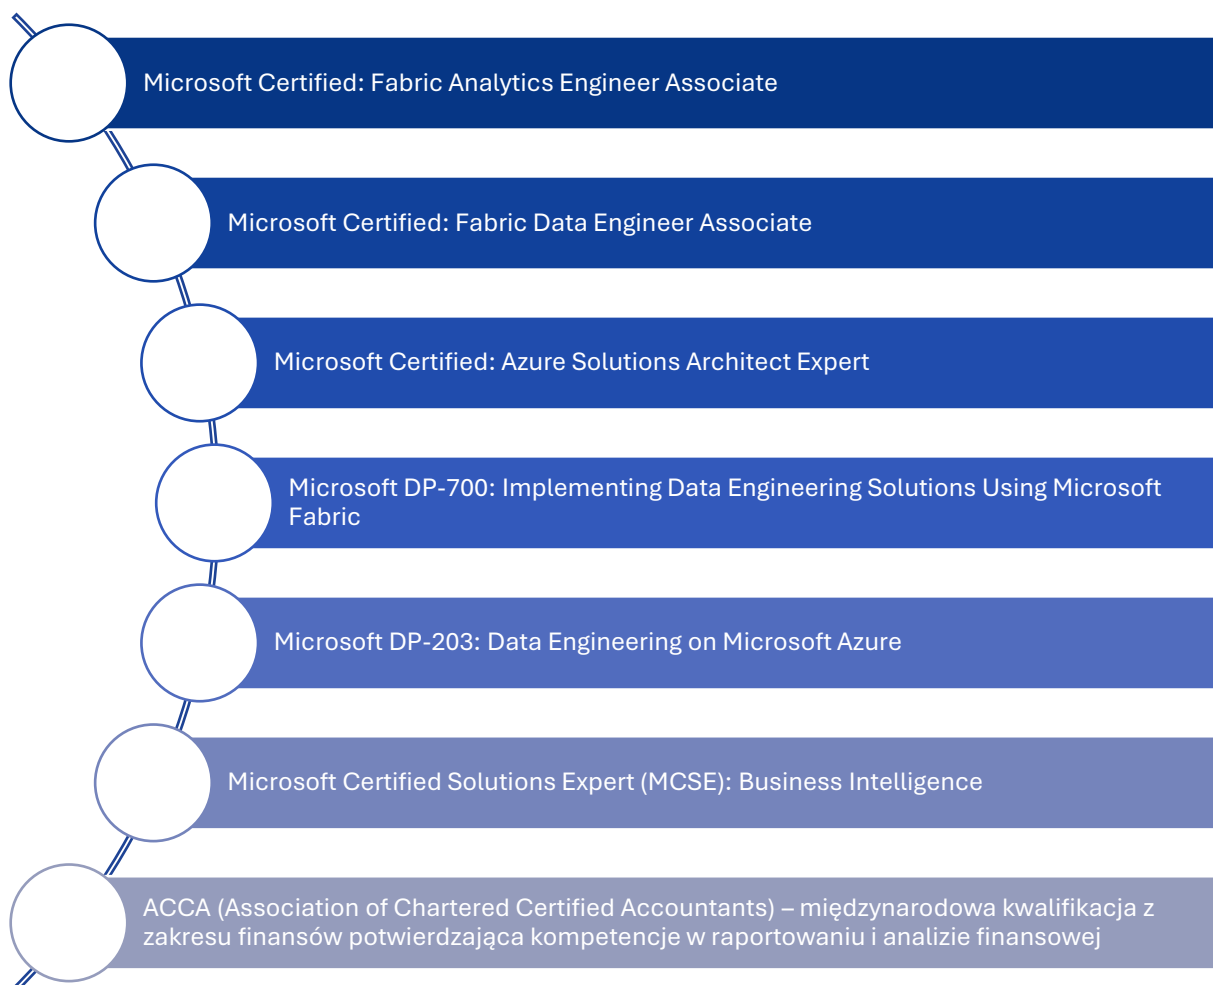 Microsoft Certified: Fabric Analytics Engineer Associate
Microsoft Certified: Fabric Data Engineer Associate
Microsoft Certified: Azure Solutions Architect Expert
Microsoft DP-700: Implementing Data Engineering Solutions Using Microsoft
Fabric
Microsoft DP-203: Data Engineering on Microsoft Azure
Microsoft Certified Solutions Expert (MCSE): Business Intelligence
ACCA (Association of Chartered Certified Accountants) – międzynarodowa kwalifikacja z
zakresu finansów potwierdzająca kompetencje w raportowaniu i analizie finansowej